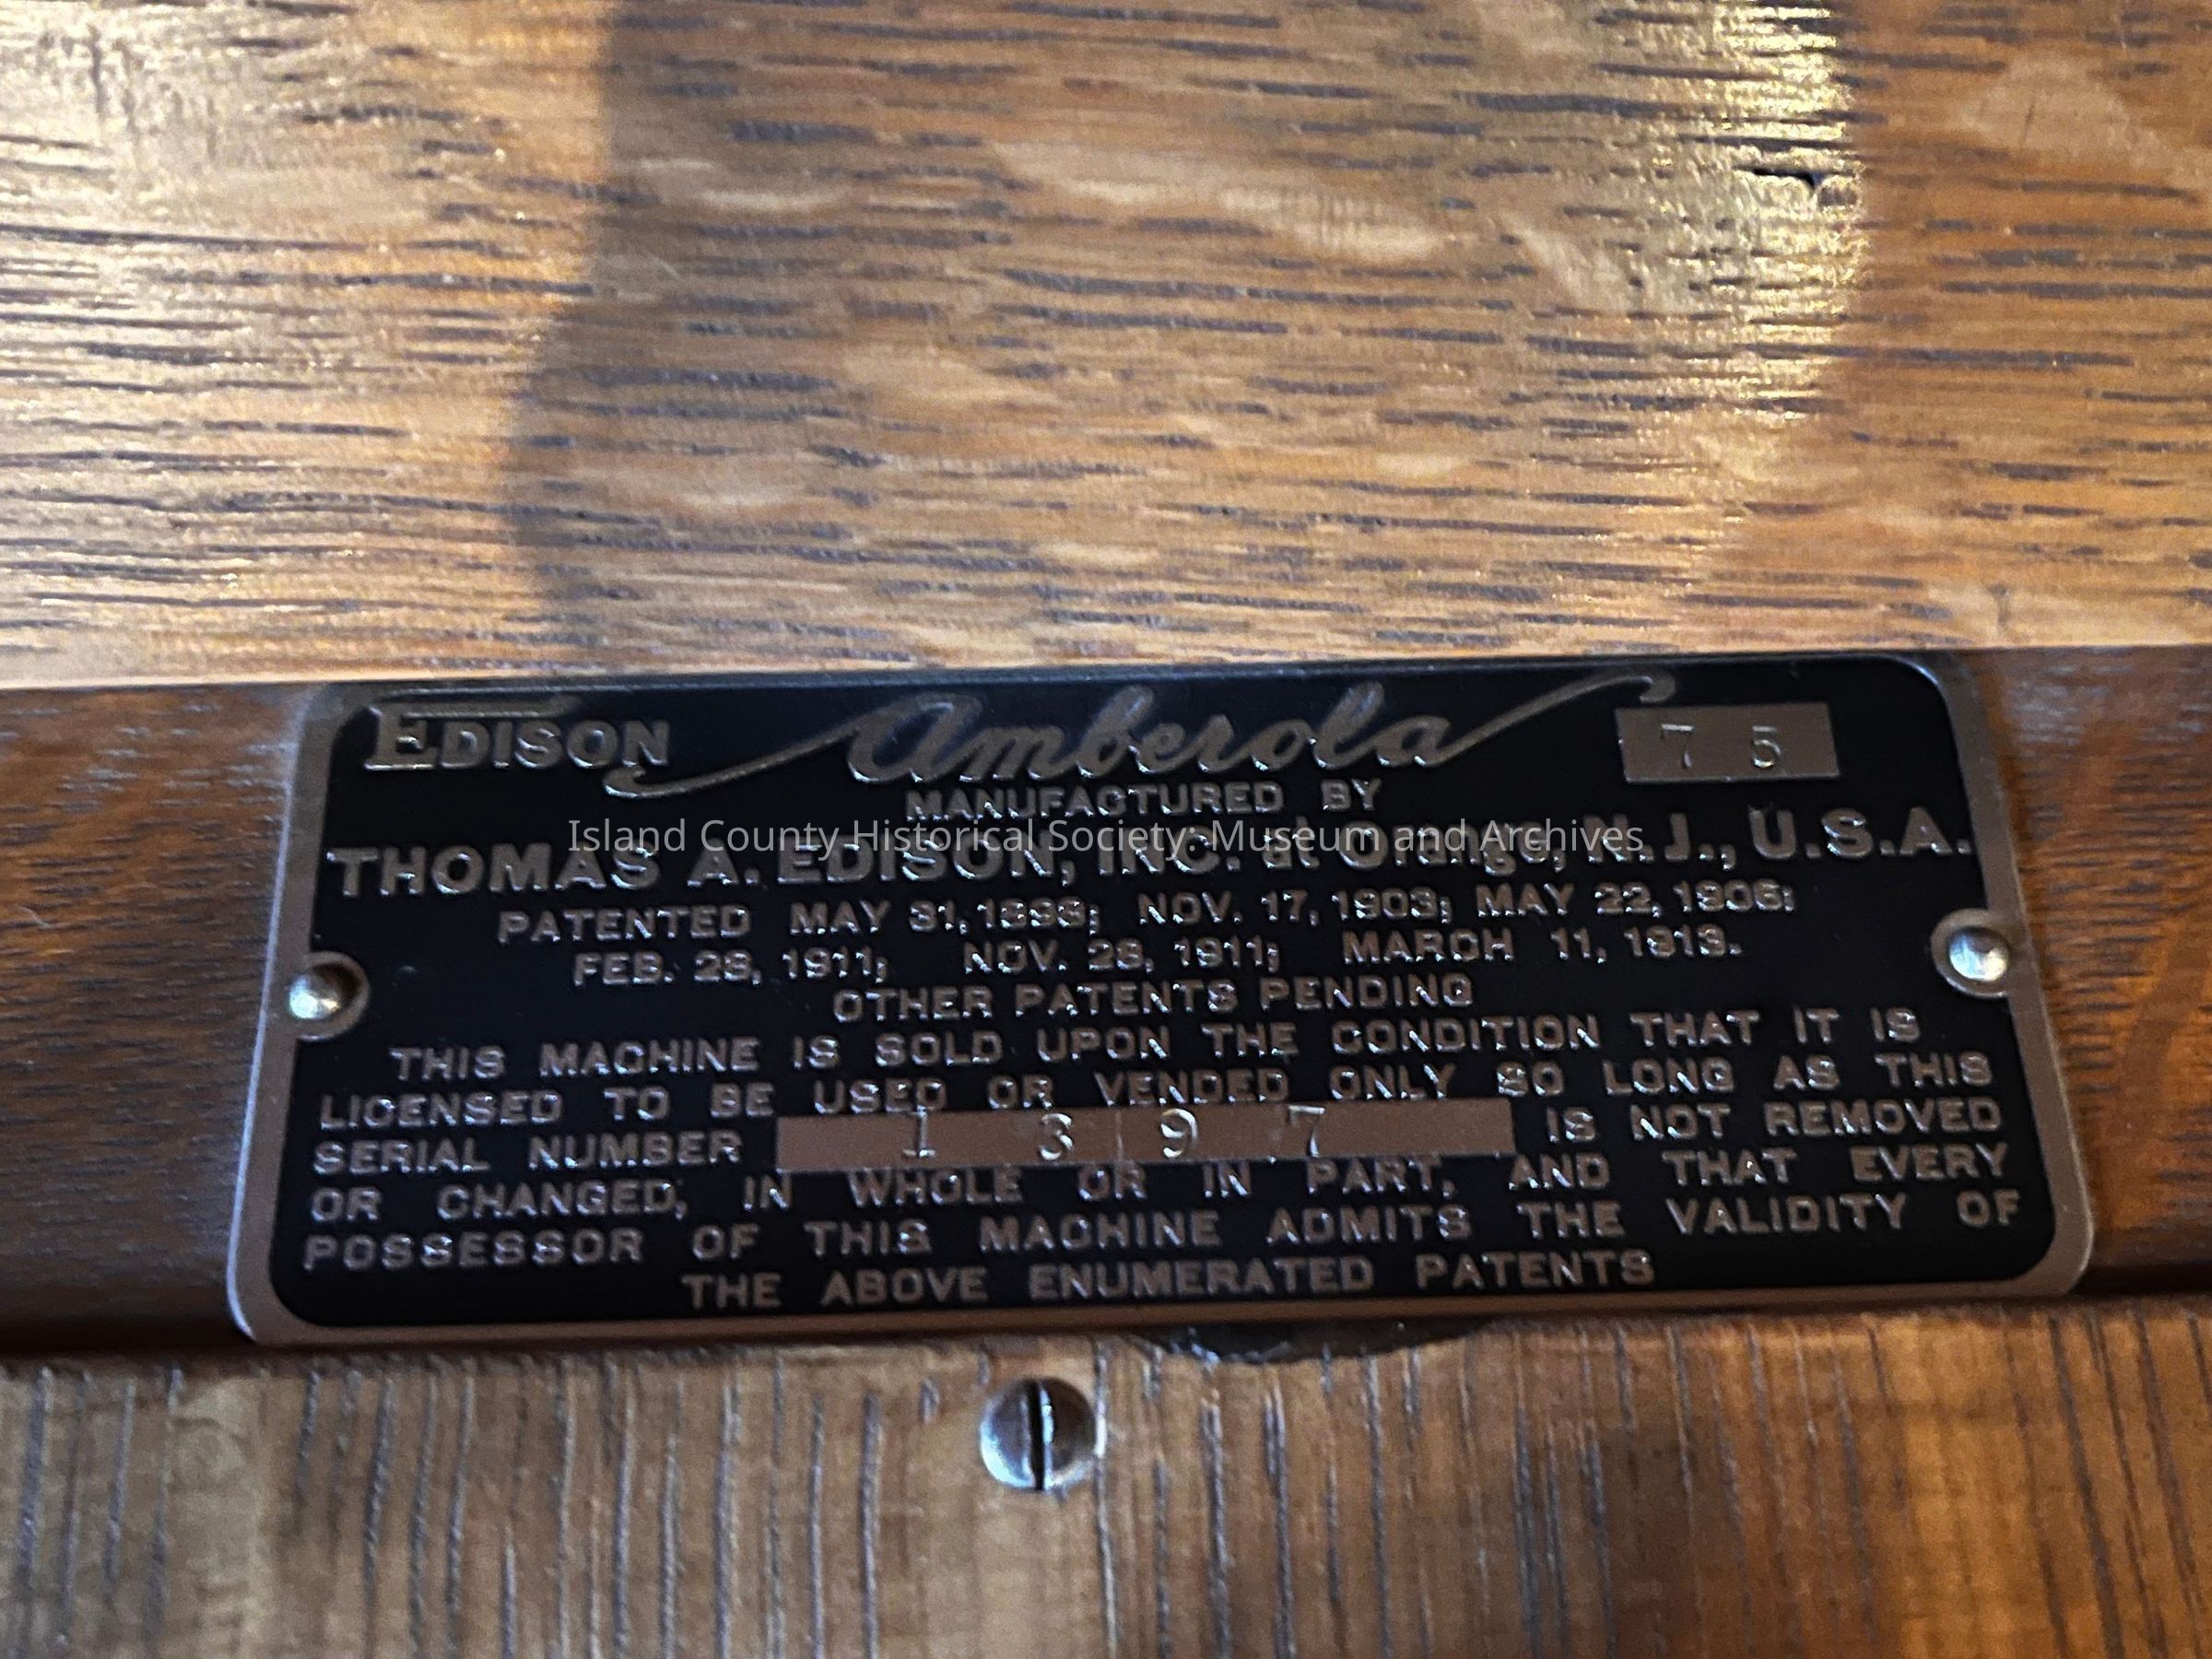 EDISON Amberola 75
MANUFACTURED BY
Island County Historical Society: Museum and Archives
THOMAS A. EDISON, INC. at Orange, N.J., U.S.A.
PATENTED MAY 31, 1898; NOV. 17, 1903; MAY 22, 1906;
FEB. 28, 1911; NOV. 28, 1911; MARCH 11, 1913.
OTHER PATENTS PENDING
THIS MACHINE IS SOLD UPON THE CONDITION THAT IT IS
LICENSED TO BE USED OR VENDED ONLY SO LONG AS THIS
SERIAL NUMBER 1397 IS NOT REMOVED
OR CHANGED, IN WHOLE OR IN PART, AND THAT EVERY
POSSESSOR OF THIS MACHINE ADMITS THE VALIDITY OF
THE ABOVE ENUMERATED PATENTS